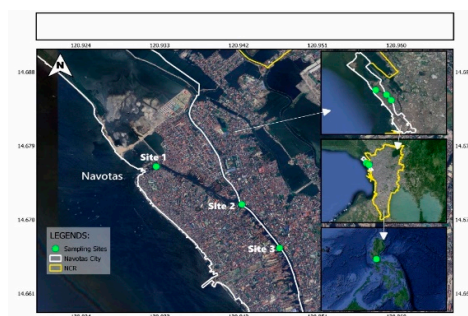 120.924 120.933 120.942 120.951 120.960
N
14.688
14.679
Site 1
Navotas
Site 2
14.678
Site 3
LEGENDS:
Sampling Sites
Navotas City
NCR
14.661